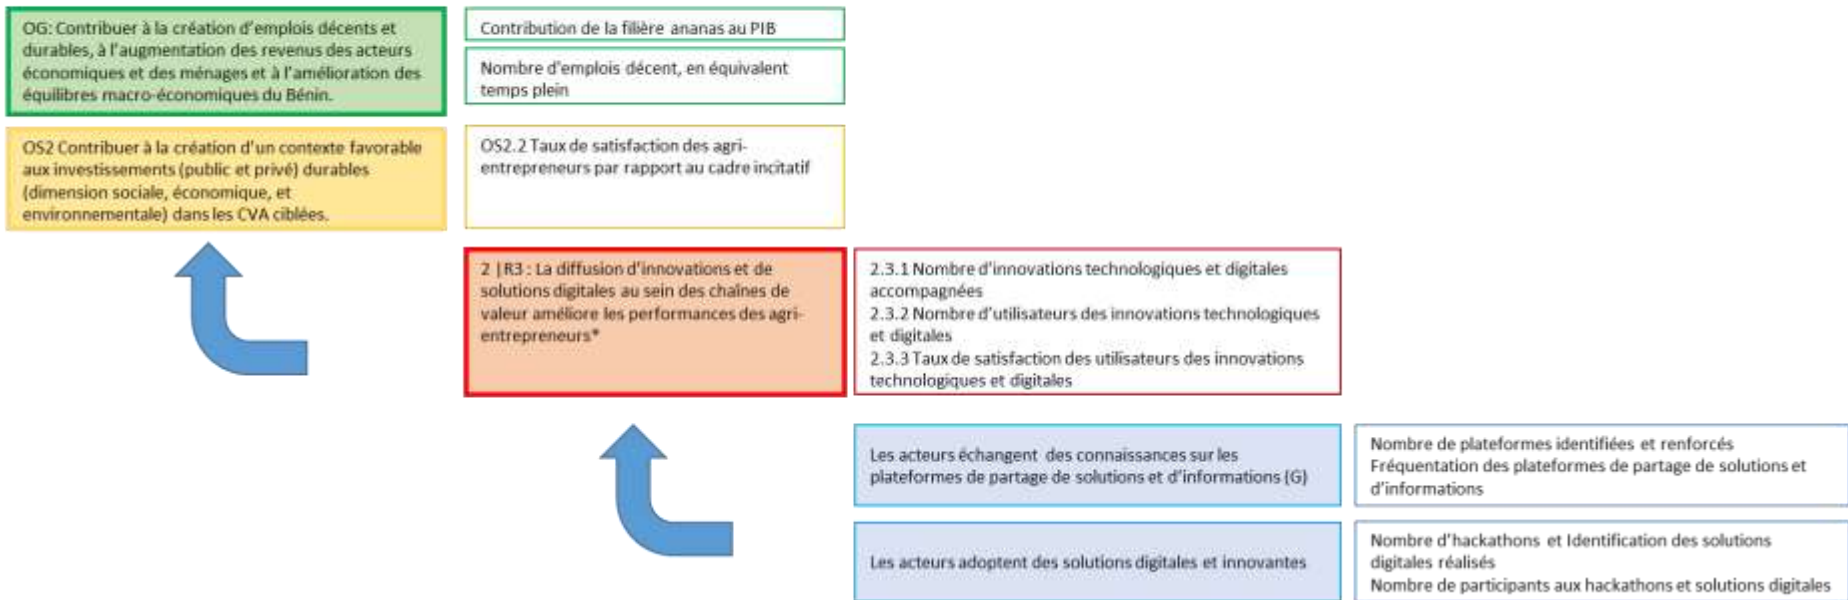 OG: Contribuer à la création d'emplois décents et
durables, à l'augmentation des revenus des acteurs
économiques et des ménages et à l'amélioration des
équilibres macro-économiques du Bénin.
Contribution de la filière ananas au PIB
Nombre d'emplois décent, en équivalent
temps plein
OS2 Contribuer à la création d'un contexte favorable
aux investissements (public et privé) durables
(dimension sociale, économique, et
environnementale) dans les CVA ciblées.
OS2.2 Taux de satisfaction des agri-
entrepreneurs par rapport au cadre incitatif
2 |R3 : La diffusion d'innovations et de
solutions digitales au sein des chaînes de
valeur améliore les performances des agri-
entrepreneurs*
2.3.1 Nombre d'innovations technologiques et digitales
accompagnées
2.3.2 Nombre d'utilisateurs des innovations technologiques
et digitales
2.3.3 Taux de satisfaction des utilisateurs des innovations
technologiques et digitales
Les acteurs échangent des connaissances sur les
plateformes de partage de solutions et d'informations (G)
Nombre de plateformes identifiées et renforcés
Fréquentation des plateformes de partage de solutions et
d'informations
Les acteurs adoptent des solutions digitales et innovantes
Nombre d'hackathons et Identification des solutions
digitales réalisés
Nombre de participants aux hackathons et solutions digitales